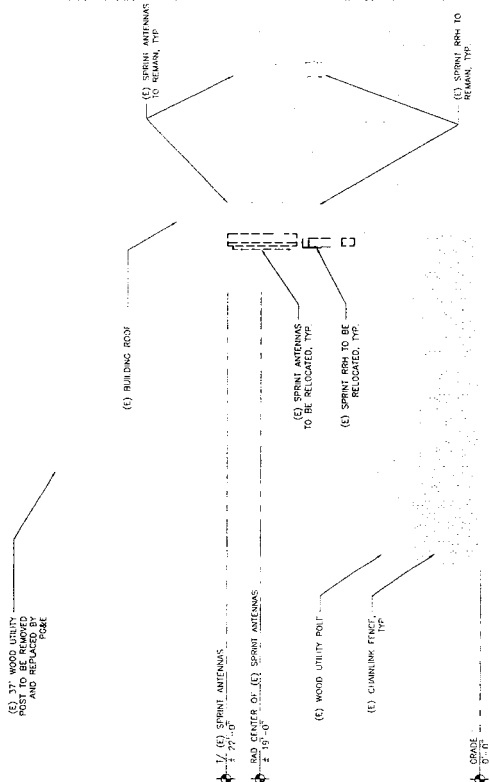 (E) SPRINT ANTENNAS
TO REMAIN, TYP.
(E) SPRINT RRH TO
REMAIN, TYP.
(E) BUILDING ROOF
(E) SPRINT ANTENNAS
TO BE RELOCATED, TYP.
(E) SPRINT RRH TO BE
RELOCATED, TYP.
(E) 37' WOOD UTILITY
POST TO BE REMOVED
AND REPLACED BY
PG&E
T/ (E) SPRINT ANTENNAS
± 22'-0"
RAD CENTER OF (E) SPRINT ANTENNAS
± 19'-0"
(E) WOOD UTILITY POLE
(E) CHAINLINK FENCE,
TYP
GRADE
0'-0"